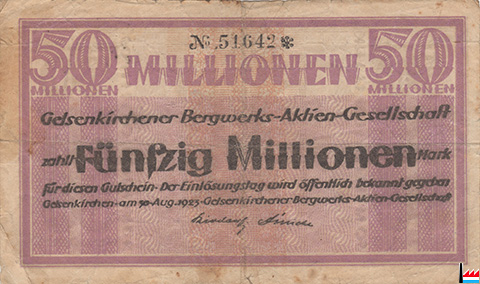 № 51642 *
50 MILLIONEN 50
MILLIONEN MILLIONEN
Gelsenkirchener Bergwerks-Aktien-Gesellschaft
zahlt Fünfzig Millionen Mark
für diesen Gutschein - Der Einlösungstag wird öffentlich bekannt gegeben
Gelsenkirchen - am Aug. 1923 - Gelsenkirchener Bergwerks-Aktien-Gesellschaft